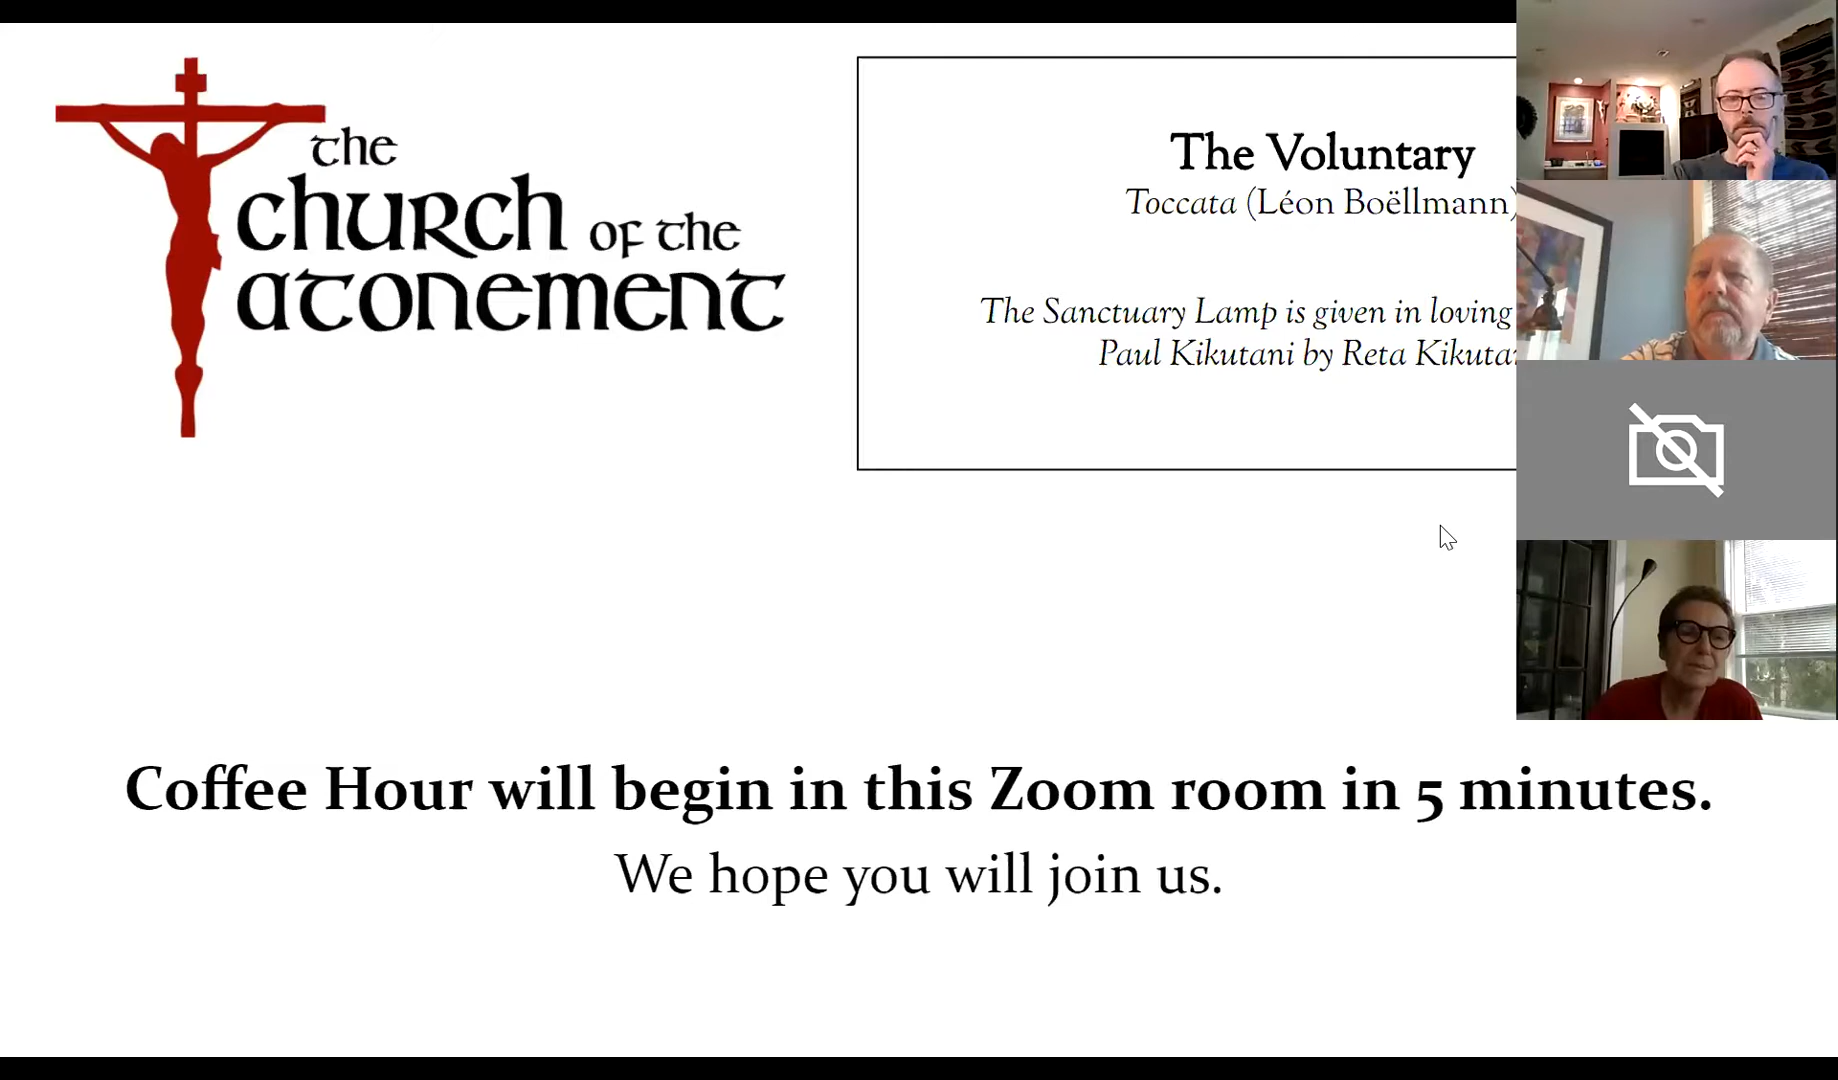 the
church of the
atonement
The Voluntary
Toccata (Léon Boëllmann)
The Sanctuary Lamp is given in loving
Paul Kikutani by Reta
Coffee Hour will begin in this Zoom room in 5 minutes.
We hope you will join us.